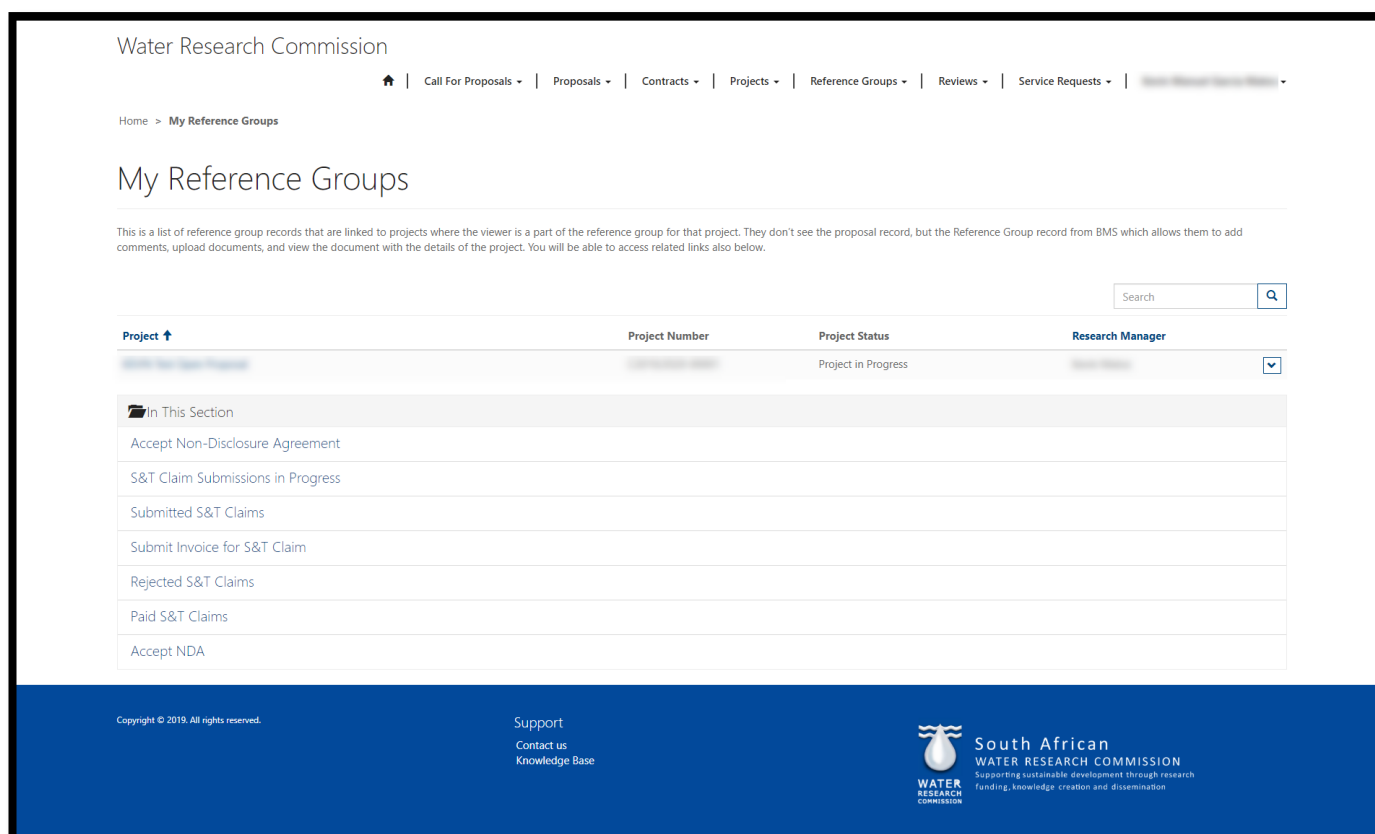 Water Research Commission
Call For Proposals | Proposals | Contracts | Projects | Reference Groups | Reviews | Service Requests |
Home > My Reference Groups
My Reference Groups
This is a list of reference group records that are linked to projects where the viewer is a part of the reference group for that project. They don't see the proposal record, but the Reference Group record from BMS which allows them to add
comments, upload documents, and view the document with the details of the project. You will be able to access related links also below.
Search
Project Project Number Project Status Research Manager
Project in Progress
In This Section
Accept Non-Disclosure Agreement
S&T Claim Submissions in Progress
Submitted S&T Claims
Submit Invoice for S&T Claim
Rejected S&T Claims
Paid S&T Claims
Accept NDA
Copyright © 2019. All rights reserved.
Support
Contact us
Knowledge Base
WATER
RESEARCH
COMMISSION
South African
WATER RESEARCH COMMISSION
Supporting sustainable development through research
funding, knowledge creation and dissemination